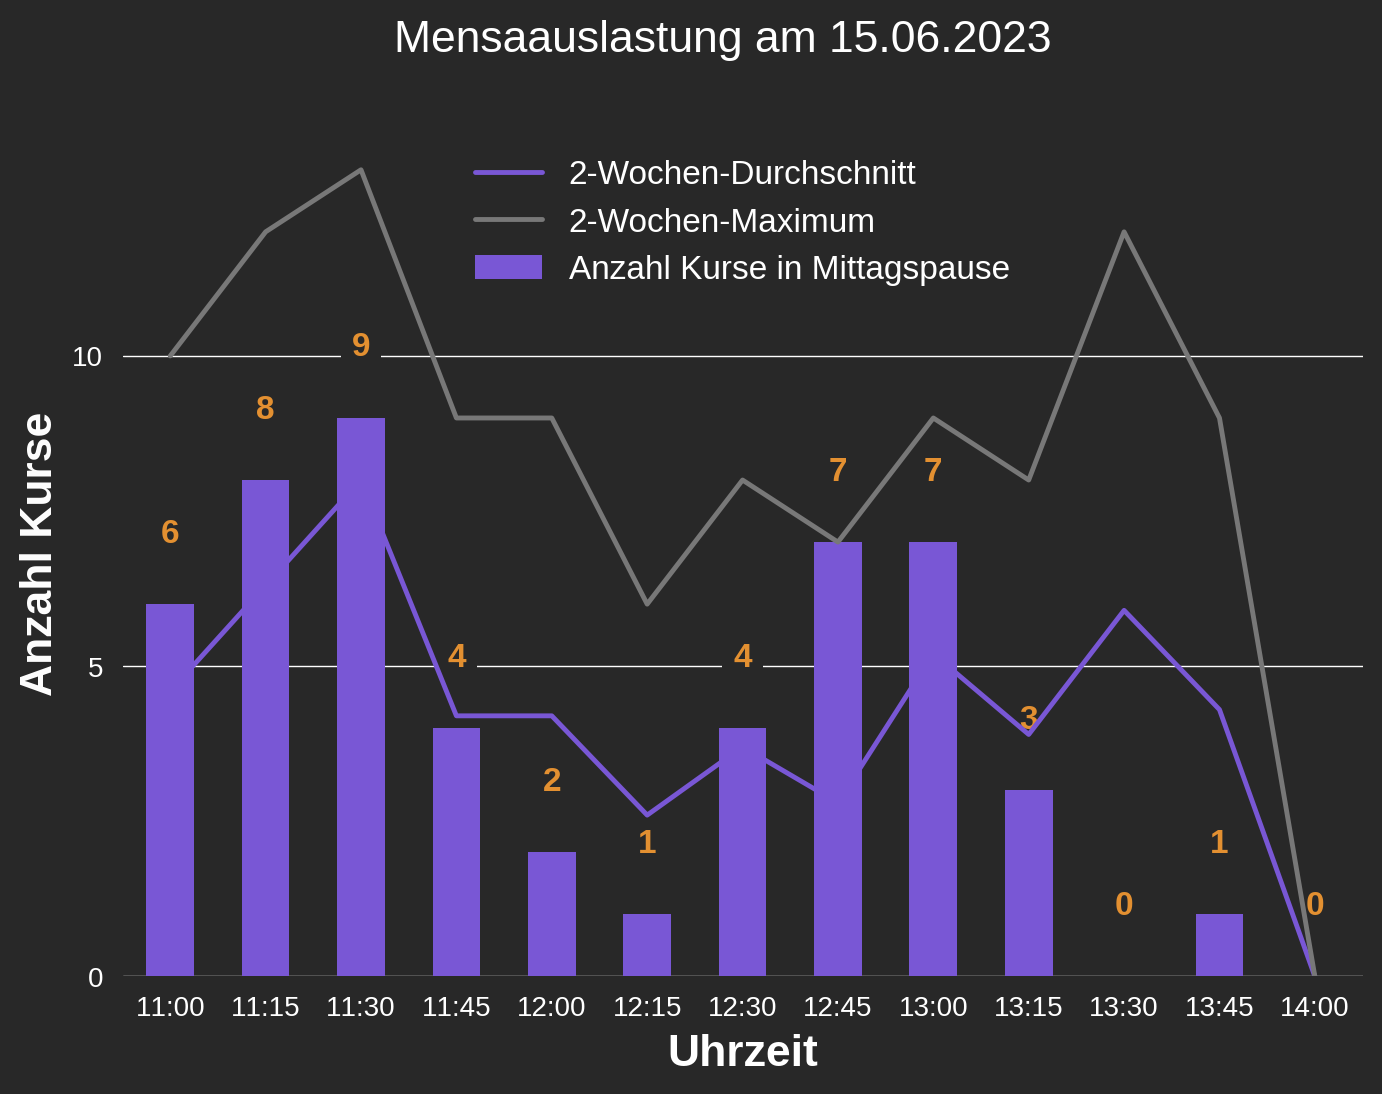 Mensaauslastung am 15.06.2023
2-Wochen-Durchschnitt
2-Wochen-Maximum
Anzahl Kurse in Mittagspause
Anzahl Kurse
10
5
0
6
8
9
4
2
1
4
7
7
3
0
1
0
11:00 11:15 11:30 11:45 12:00 12:15 12:30 12:45 13:00 13:15 13:30 13:45 14:00
Uhrzeit